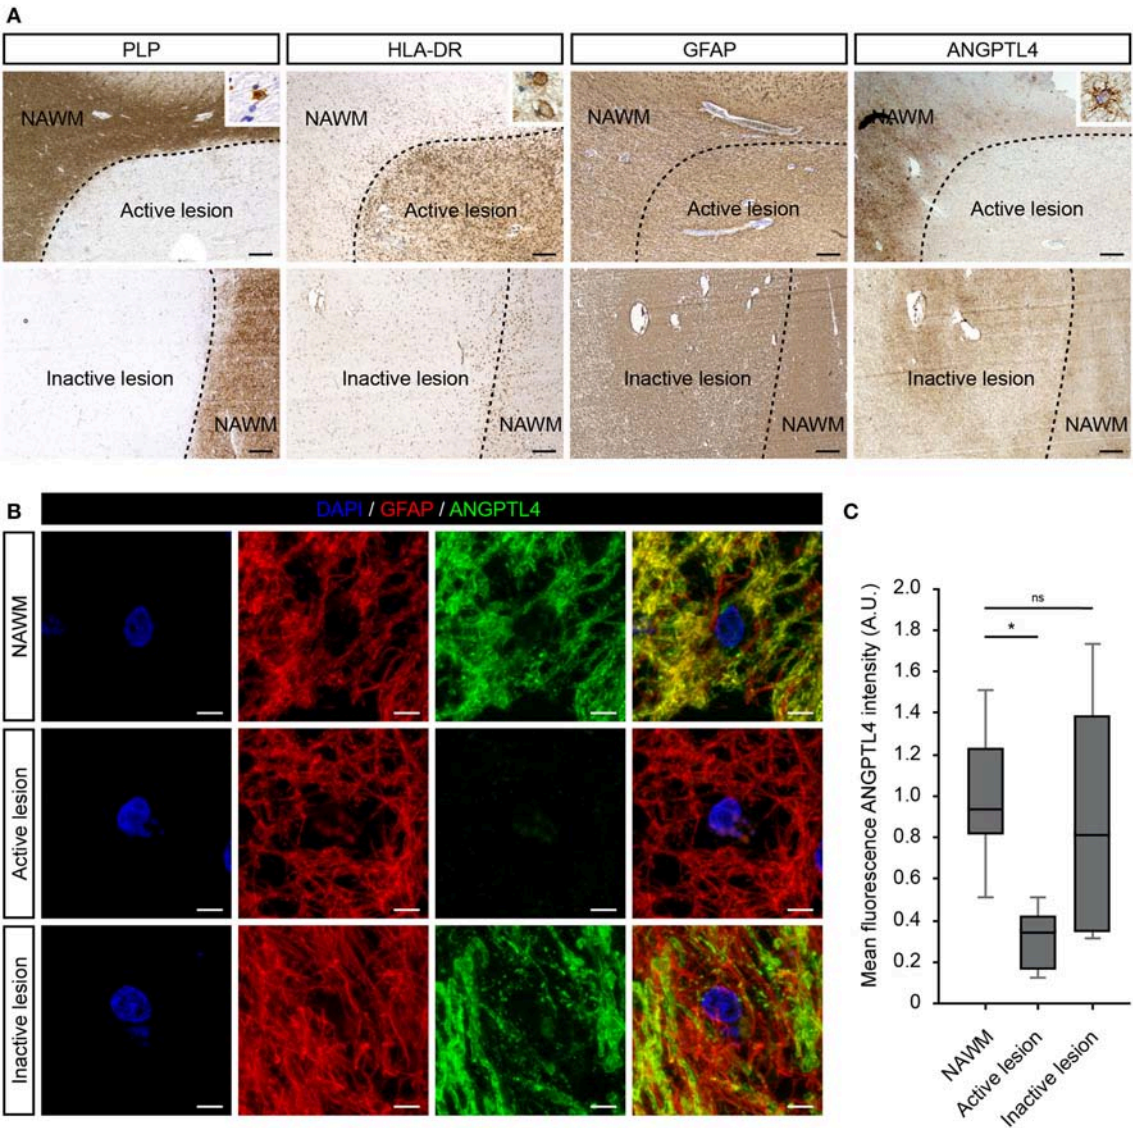 A
PLP HLA-DR GFAP ANGPTL4
NAWM NAWM NAWM NAWM
Active lesion Active lesion Active lesion Active lesion
Inactive lesion Inactive lesion Inactive lesion Inactive lesion
NAWM NAWM NAWM NAWM
B
DAPI / GFAP / ANGPTL4
NAWM
Active lesion
Inactive lesion
C
Mean fluorescence ANGPTL4 intensity (A.U.)
2.0
1.8
1.6
1.4
1.2
1.0
0.8
0.6
0.4
0.2
0
ns
*
NAWM
Active lesion
Inactive lesion